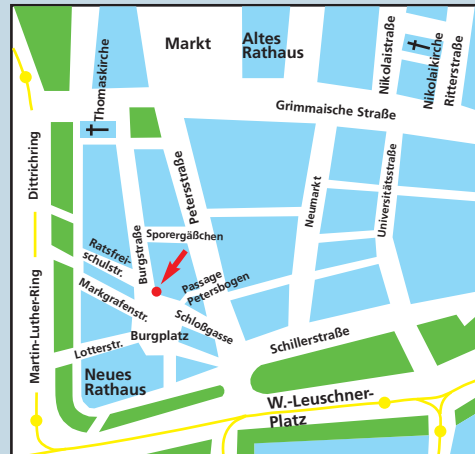 Markt
Altes
Rathaus
Thomaskirche
Nikolaistraße
Nikolaikirche
Ritterstraße
Grimmaische Straße
Dittrichring
Petersstraße
Neumarkt
Universitätsstraße
Burgstraße
Sporergäßchen
Ratsfrei-
schulstr.
Passage
Petersbogen
Markgrafenstr.
Martin-Luther-Ring
Schloßgasse
Burgplatz
Lotterstr.
Schillerstraße
Neues
Rathaus
W.-Leuschner-
Platz